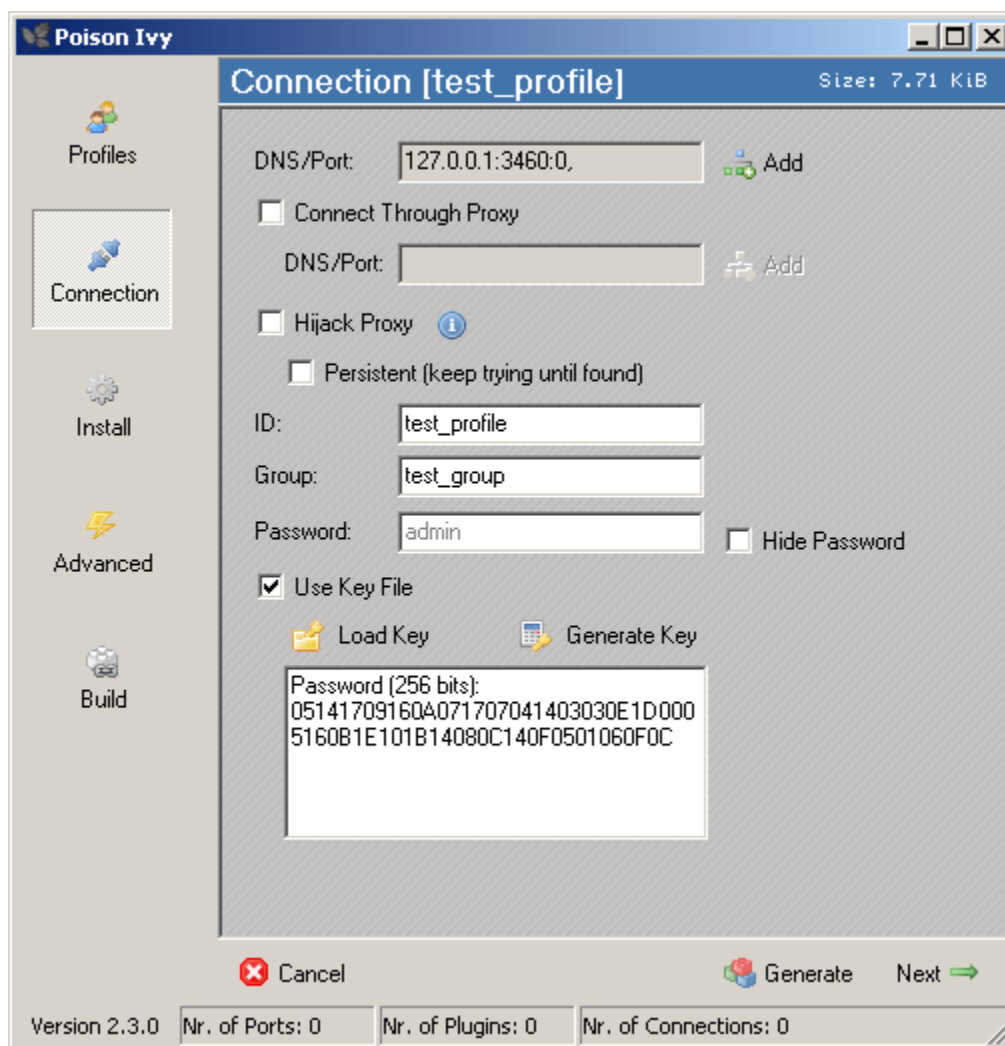 Poison Ivy
Connection [test_profile] Size: 7.71 KiB
Profiles
Connection
Install
Advanced
Build
DNS/Port: 127.0.0.1:3460:0, Add
Connect Through Proxy
DNS/Port: Add
Hijack Proxy
Persistent (keep trying until found)
ID: test_profile
Group: test_group
Password: admin Hide Password
Use Key File
Load Key Generate Key
Password (256 bits):
05141709160A071707041403030E1D000
5160B1E101B14080C140F0501060F0C
Cancel Generate Next
Version 2.3.0 Nr. of Ports: 0 Nr. of Plugins: 0 Nr. of Connections: 0